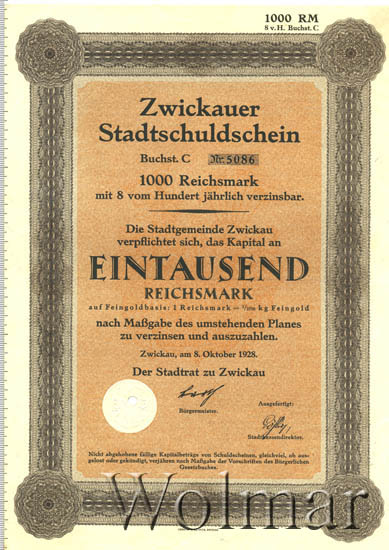 1000 RM
8 v. H. Buchst. C
Zwickauer
Stadtschuldschein
Buchst. C Nr. 5086
1000 Reichsmark
mit 8 vom Hundert jährlich verzinsbar.
Die Stadtgemeinde Zwickau
verpflichtet sich, das Kapital an
EINTAUSEND
REICHSMARK
auf Feingoldbasis: 1 Reichsmark = kg Feingold
nach Maßgabe des umstehenden Planes
zu verzinsen und auszuzahlen.
Zwickau, am 8. Oktober 1928.
Der Stadtrat zu Zwickau
Bürgermeister.
Ausgefertigt:
Stadtkassendirektor.
Nicht abgehobene fällige Kapitalbeträge von Schuldscheinen, gleichviel, ob aus-
gelost oder gekündigt, verjähren nach Maßgabe der Vorschriften des Bürgerlichen
Gesetzbuches.
Wolmar